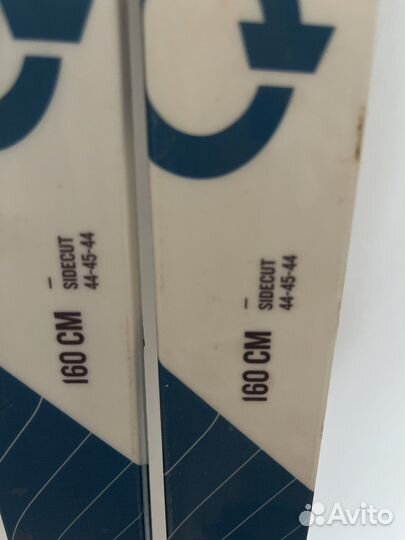 160 CM
—
SIDECUT
44-45-44
160 CM
—
SIDECUT
44-45-44
Avito